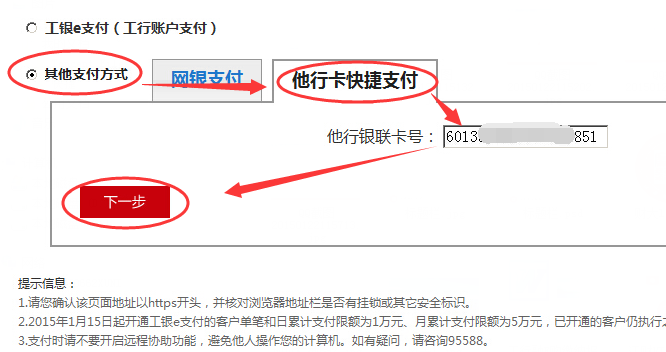 工银e支付（工行账户支付）
其他支付方式 网银支付 他行卡快捷支付
他行银联卡号： 6013 851
下一步
提示信息：
1.请您确认该页面地址以https开头，并核对浏览器地址栏是否有挂锁或其它安全标识。
2.2015年1月15日起开通工银e支付的客户单笔和日累计支付限额为1万元、月累计支付限额为5万元，已开通的客户仍执行之
3.支付时请不要开启远程协助功能，避免他人操作您的计算机。如有疑问，请咨询95588。